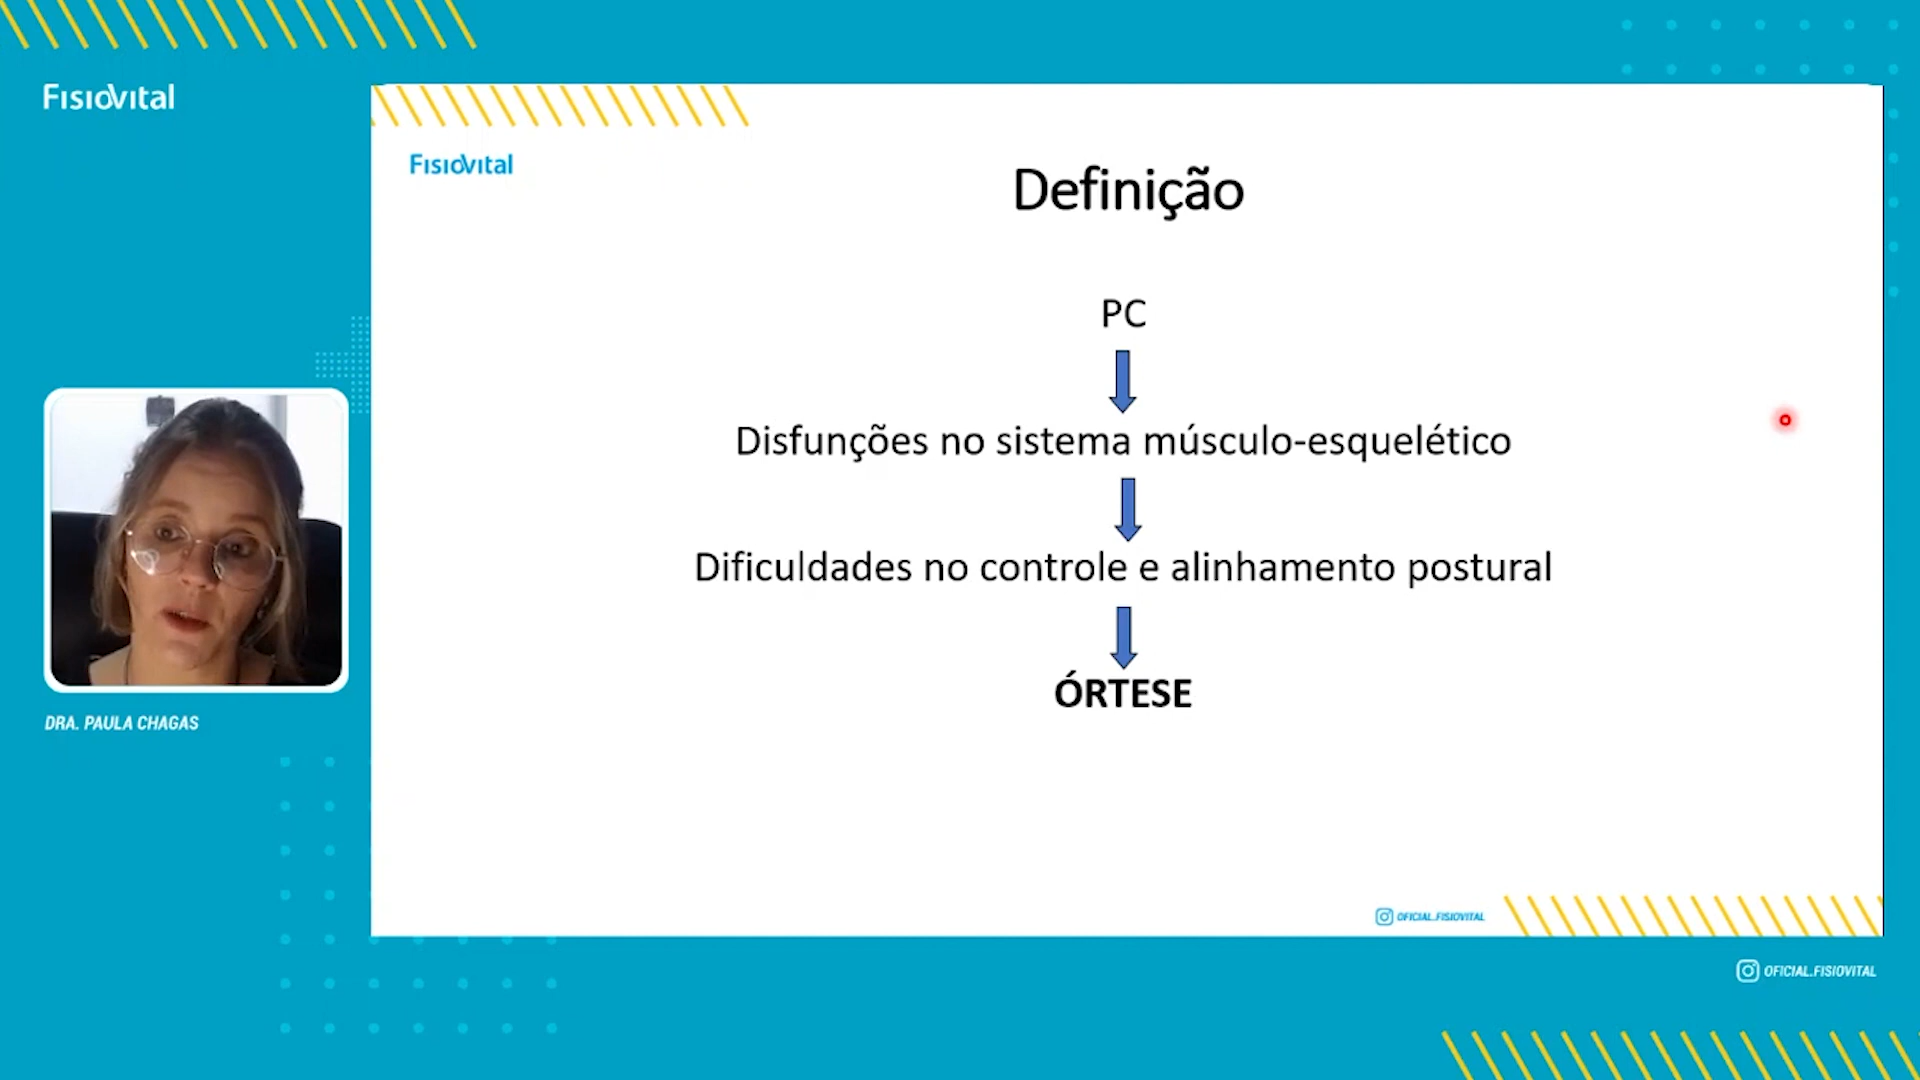 FisioVital
FisioVital
Definição
PC
Disfunções no sistema músculo-esquelético
Dificuldades no controle e alinhamento postural
ÓRTESE
DRA. PAULA CHAGAS
OFICIAL.FISIOVITAL
OFICIAL.FISIOVITAL